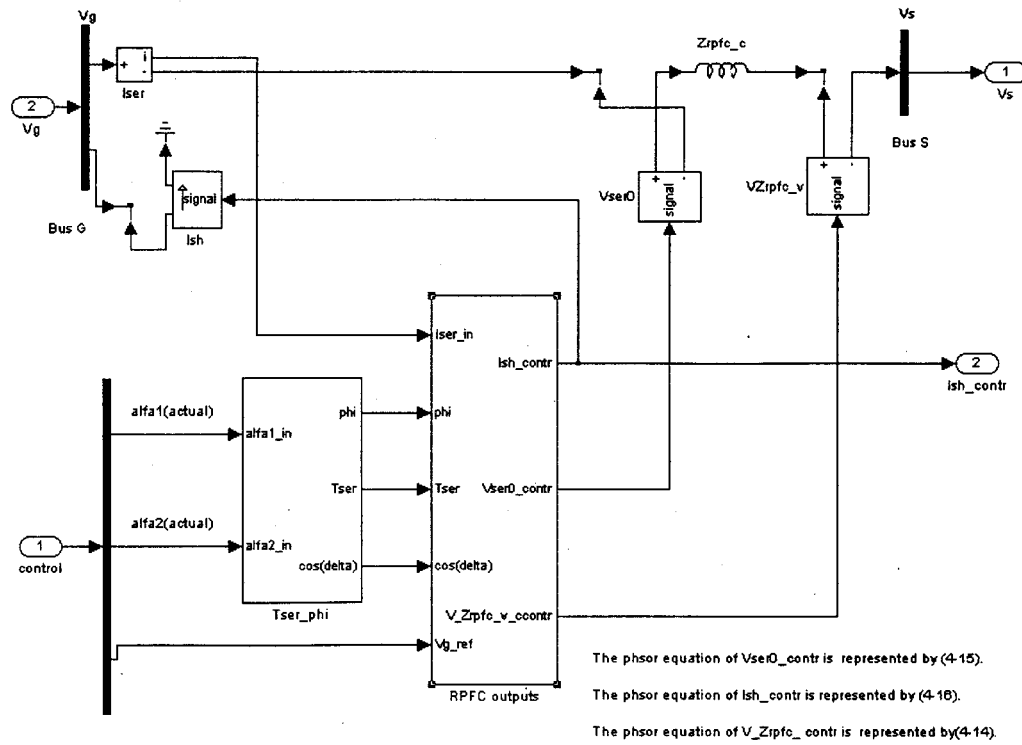 Vg
Vs
Zrpfc_c
+
i
-
Iser
2
Vg
1
Vs
Bus S
+
-
signal
Vser0
+
-
signal
VZrpfc_v
signal
Ish
Bus G
Iser_in
Ish_contr
2
Ish_contr
alfa1(actual)
alfa1_in
phi
phi
Tser
Tser
Vser0_contr
alfa2(actual)
1
control
alfa2_in
cos(delta)
cos(delta)
Tser_phi
V_Zrpfc_v_ccontr
Vg_ref
RPFC outputs
The phsor equation of Vser0_contr is represented by (4-15).
The phsor equation of Ish_contr is represented by (4-16).
The phsor equation of V_Zrpfc_ contr is represented by(4-14).